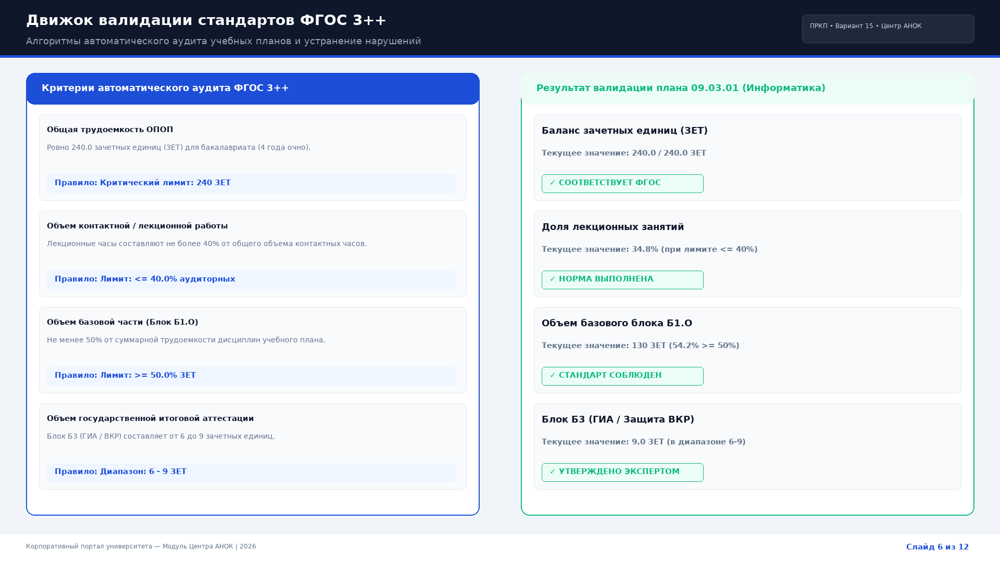 Движок валидации стандартов ФГОС 3++
Алгоритмы автоматического аудита учебных планов и устранение нарушений
ПРКП • Вариант 15 • Центр АНОК
Критерии автоматического аудита ФГОС 3++
Общая трудоемкость ОПОП
Ровно 240.0 зачетных единиц (ЗЕТ) для бакалавриата (4 года очно).
Правило: Критический лимит: 240 ЗЕТ
Объем контактной / лекционной работы
Лекционные часы составляют не более 40% от общего объема контактных часов.
Правило: Лимит: <= 40.0% аудиторных
Объем базовой части (Блок Б1.О)
Не менее 50% от суммарной трудоемкости дисциплин учебного плана.
Правило: Лимит: >= 50.0% ЗЕТ
Объем государственной итоговой аттестации
Блок Б3 (ГИА / ВКР) составляет от 6 до 9 зачетных единиц.
Правило: Диапазон: 6 - 9 ЗЕТ
Результат валидации плана 09.03.01 (Информатика)
Баланс зачетных единиц (ЗЕТ)
Текущее значение: 240.0 / 240.0 ЗЕТ
✓ СООТВЕТСТВУЕТ ФГОС
Доля лекционных занятий
Текущее значение: 34.8% (при лимите <= 40%)
✓ НОРМА ВЫПОЛНЕНА
Объем базового блока Б1.О
Текущее значение: 130 ЗЕТ (54.2% >= 50%)
✓ СТАНДАРТ СОБЛЮДЕН
Блок Б3 (ГИА / Защита ВКР)
Текущее значение: 9.0 ЗЕТ (в диапазоне 6-9)
✓ УТВЕРЖДЕНО ЭКСПЕРТОМ
Корпоративный портал университета — Модуль Центра АНОК | 2026
Слайд 6 из 12